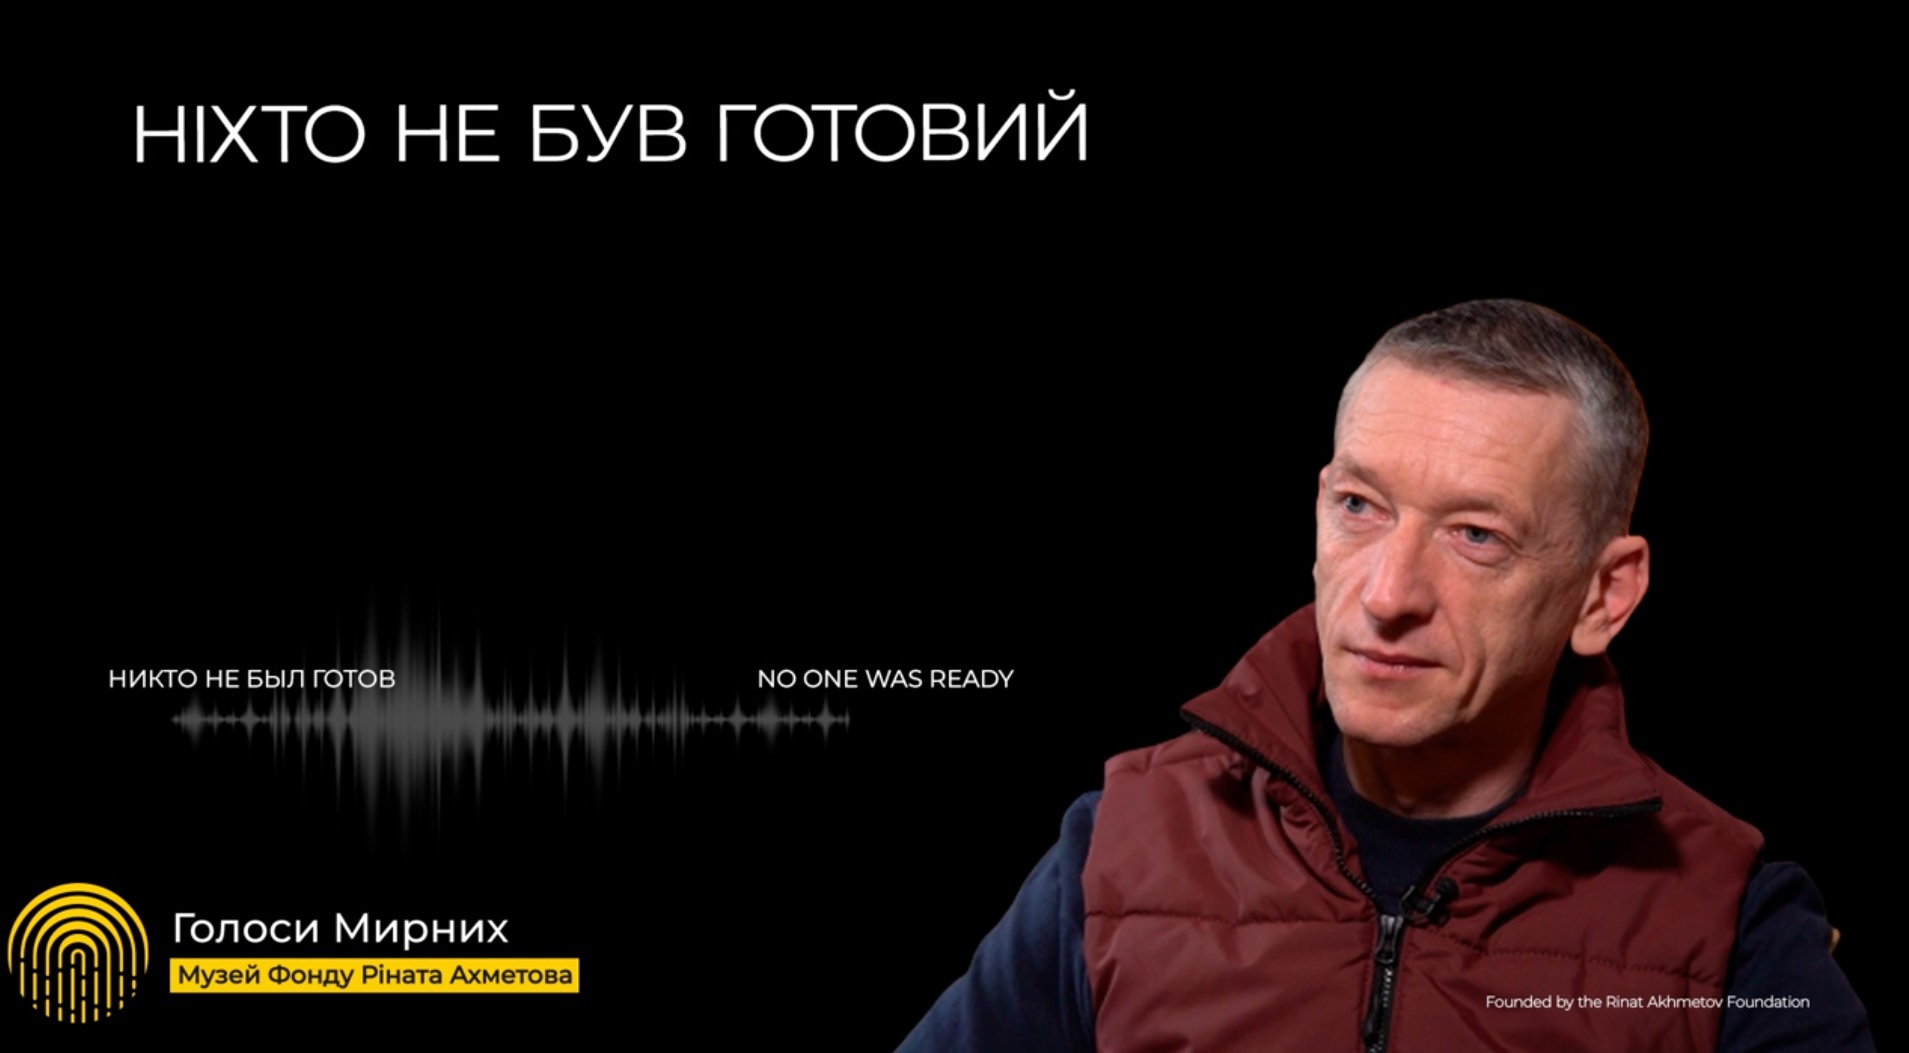 НІХТО НЕ БУВ ГОТОВИЙ
НИКТО НЕ БЫЛ ГОТОВ
NO ONE WAS READY
Голоси Мирних
Музей Фонду Ріната Ахметова
Founded by the Rinat Akhmetov Foundation